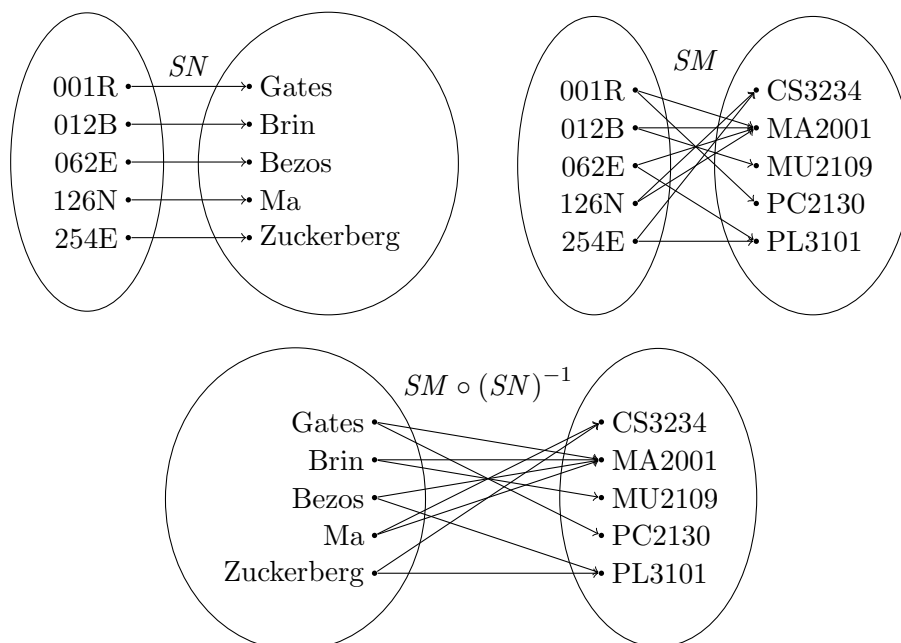 SN
001R Gates
012B Brin
062E Bezos
126N Ma
254E Zuckerberg
SM
001R CS3234
012B MA2001
062E MU2109
126N PC2130
254E PL3101
SM ∘ (SN)⁻¹
Gates CS3234
Brin MA2001
Bezos MU2109
Ma PC2130
Zuckerberg PL3101